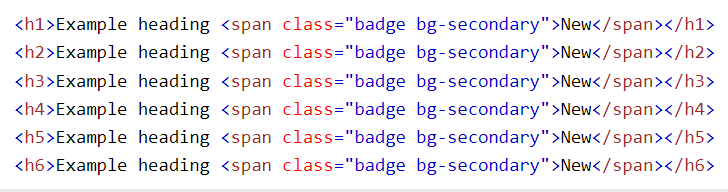 <h1>Example heading <span class="badge bg-secondary">New</span></h1>
<h2>Example heading <span class="badge bg-secondary">New</span></h2>
<h3>Example heading <span class="badge bg-secondary">New</span></h3>
<h4>Example heading <span class="badge bg-secondary">New</span></h4>
<h5>Example heading <span class="badge bg-secondary">New</span></h5>
<h6>Example heading <span class="badge bg-secondary">New</span></h6>